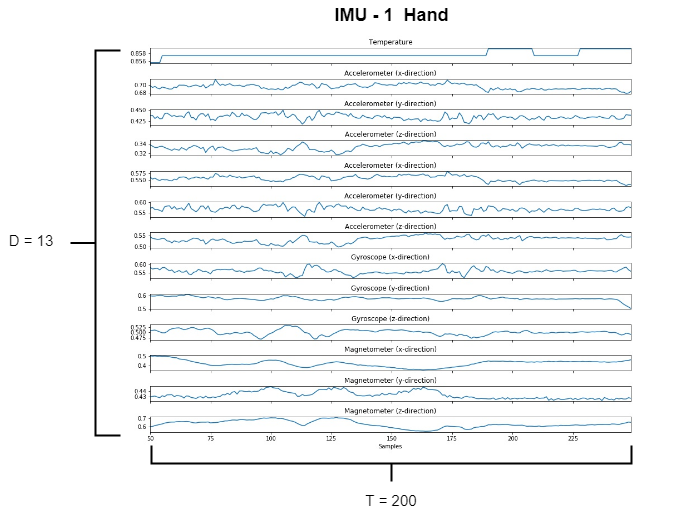 IMU - 1 Hand
Temperature
0.858
0.856
Accelerometer (x-direction)
0.70
0.68
Accelerometer (y-direction)
0.450
0.425
Accelerometer (z-direction)
0.34
0.32
Accelerometer (x-direction)
0.575
0.550
Accelerometer (y-direction)
0.60
0.55
Accelerometer (z-direction)
0.55
0.50
D = 13
Gyroscope (x-direction)
0.60
0.55
Gyroscope (y-direction)
0.6
0.5
Gyroscope (z-direction)
0.525
0.500
0.475
Magnetometer (x-direction)
0.5
0.4
Magnetometer (y-direction)
0.44
0.43
Magnetometer (z-direction)
0.7
0.6
50 75 100 125 150 175 200 225
Samples
T = 200